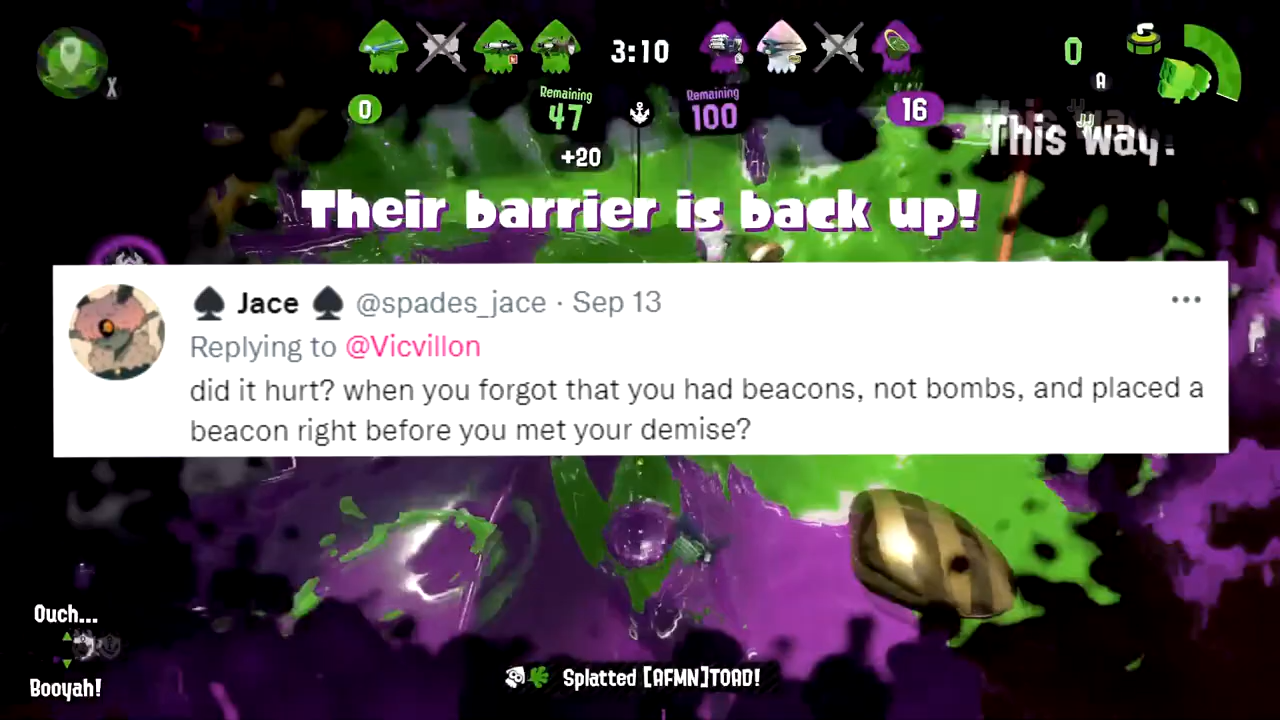 3:10
0
X
A
0
Remaining
47
Remaining
100
16
+20
This way.
Their barrier is back up!
Jace @spades_jace · Sep 13
Replying to @Vicvillon
did it hurt? when you forgot that you had beacons, not bombs, and placed a
beacon right before you met your demise?
Ouch...
Booyah!
Splatted [AFMN]TOAD!